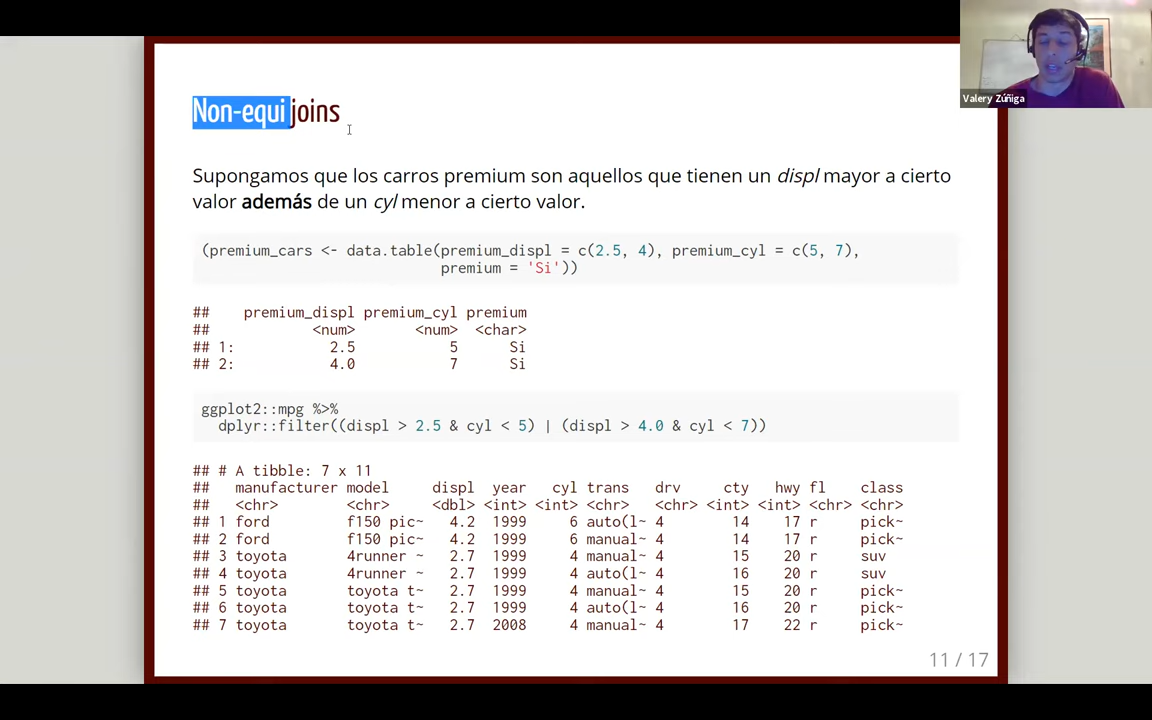 Valery Zúñiga
Non-equi joins
Supongamos que los carros premium son aquellos que tienen un displ mayor a cierto
valor además de un cyl menor a cierto valor.
(premium_cars <- data.table(premium_displ = c(2.5, 4), premium_cyl = c(5, 7),
premium = 'Si'))
## premium_displ premium_cyl premium
## <num> <num> <char>
## 1: 2.5 5 Si
## 2: 4.0 7 Si
ggplot2::mpg %>%
dplyr::filter((displ > 2.5 & cyl < 5) | (displ > 4.0 & cyl < 7))
## # A tibble: 7 x 11
## manufacturer model displ year cyl trans drv cty hwy fl class
## <chr> <chr> <dbl> <int> <int> <chr> <chr> <int> <int> <chr> <chr>
## 1 ford f150 pic~ 4.2 1999 6 auto(l~ 4 14 17 r pick~
## 2 ford f150 pic~ 4.2 1999 6 manual~ 4 14 17 r pick~
## 3 toyota 4runner ~ 2.7 1999 4 manual~ 4 15 20 r suv
## 4 toyota 4runner ~ 2.7 1999 4 auto(l~ 4 16 20 r suv
## 5 toyota toyota t~ 2.7 1999 4 manual~ 4 15 20 r pick~
## 6 toyota toyota t~ 2.7 1999 4 auto(l~ 4 16 20 r pick~
## 7 toyota toyota t~ 2.7 2008 4 manual~ 4 17 22 r pick~
11 / 17